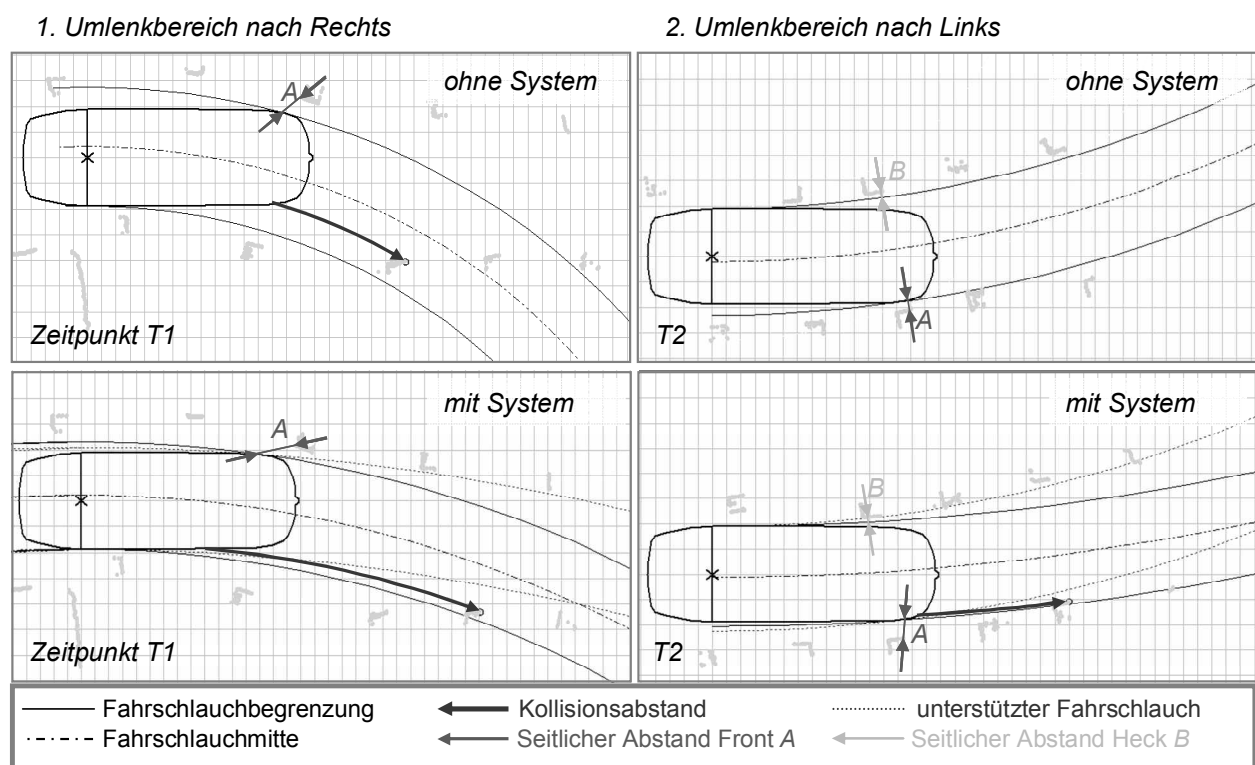 1. Umlenkbereich nach Rechts
2. Umlenkbereich nach Links
ohne System
A
Zeitpunkt T1
ohne System
B
A
T2
mit System
A
Zeitpunkt T1
mit System
B
A
T2
Fahrschlauchbegrenzung
Kollisionsabstand
unterstützter Fahrschlauch
Fahrschlauchmitte
Seitlicher Abstand Front A
Seitlicher Abstand Heck B